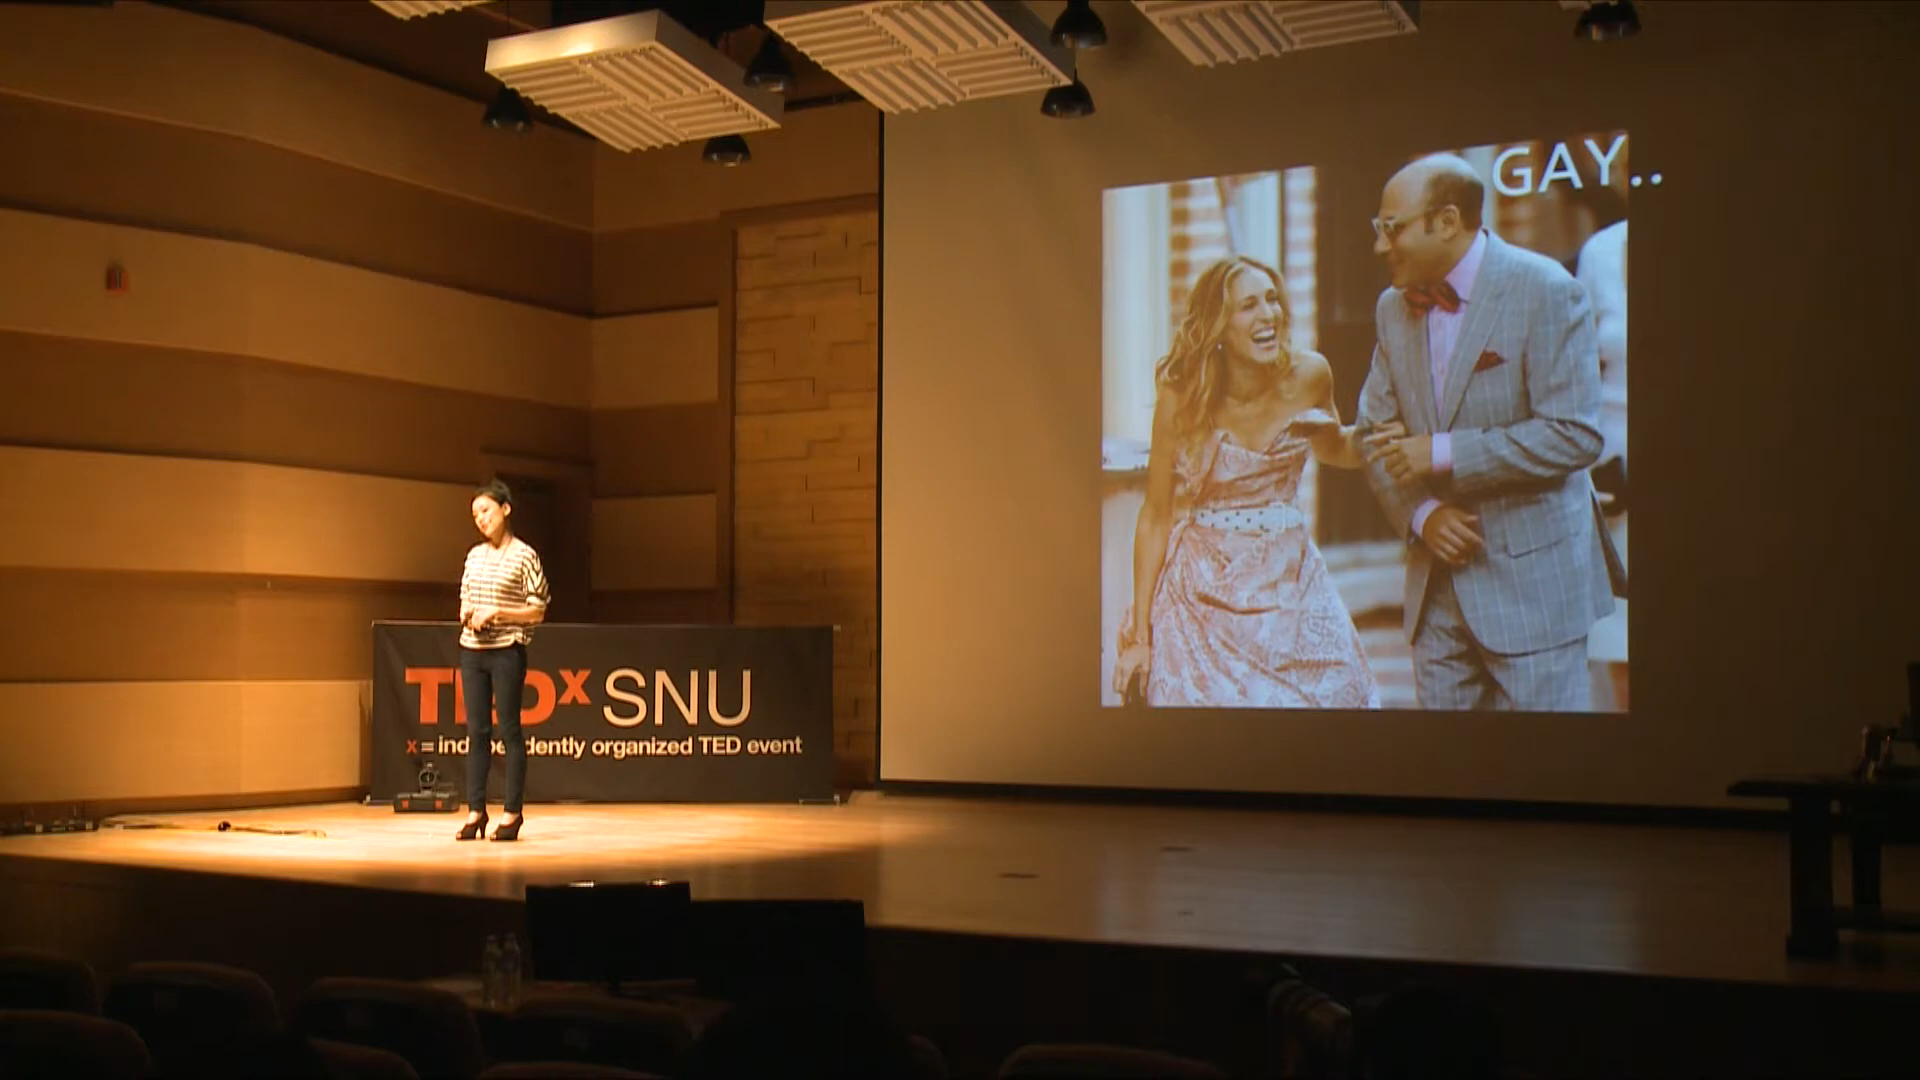 GAY..
TEDx SNU
x = independently organized TED event